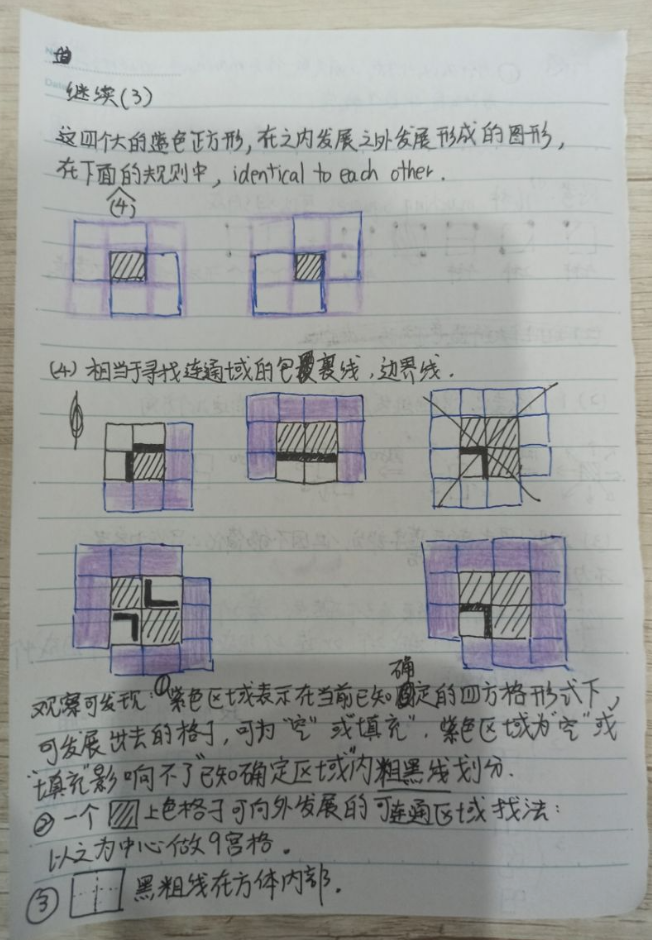 继续(3)
这四个大的紫色正方形,在之内发展之外发展形成的图形,
在下面的规则中, identical to each other.
(4)
(4) 相当于寻找连通域的包裹线,边界线.
观察可发现:①紫色区域表示在当前已知确定的四方格形式下,
可发展出去的格子,可为“空”或“填充”.紫色区域为“空”或
“填充”影响不了“已知确定区域”内粗黑线划分.
② 一个 上色格子可向外发展的可连通区域找法:
以之为中心做9宫格.
③ 黑粗线在方体内部.